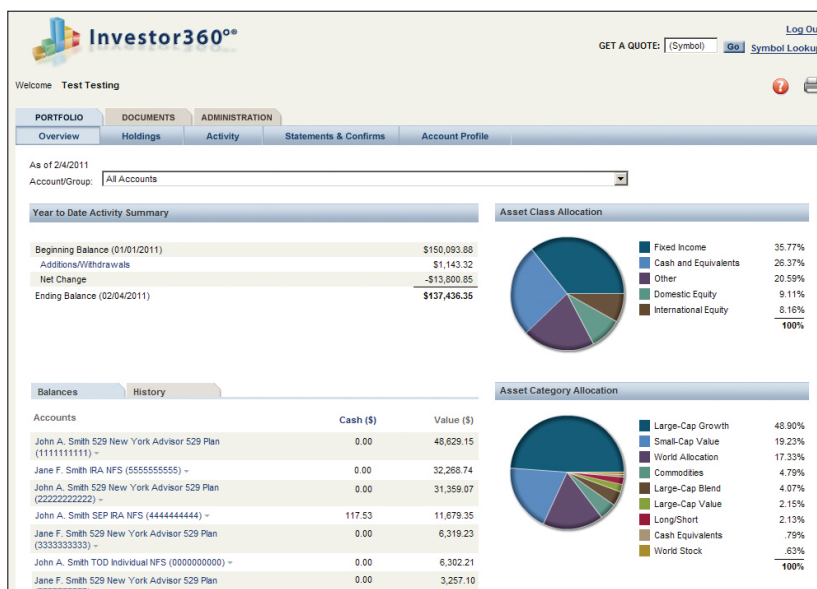 Investor360°®
Log Ou
GET A QUOTE: (Symbol) Go Symbol Lookup
Welcome Test Testing
?
PORTFOLIO DOCUMENTS ADMINISTRATION
Overview Holdings Activity Statements & Confirms Account Profile
As of 2/4/2011
Account/Group: All Accounts
Year to Date Activity Summary
Beginning Balance (01/01/2011) $150,093.88
Additions/Withdrawals $1,143.32
Net Change -$13,800.85
Ending Balance (02/04/2011) $137,436.35
Asset Class Allocation
Fixed Income 35.77%
Cash and Equivalents 26.37%
Other 20.59%
Domestic Equity 9.11%
International Equity 8.16%
100%
Balances History
Accounts Cash ($) Value ($)
John A. Smith 529 New York Advisor 529 Plan 0.00 48,629.15
(1111111111)
Jane F. Smith IRA NFS (5555555555) 0.00 32,268.74
John A. Smith 529 New York Advisor 529 Plan 0.00 31,359.07
(22222222222)
John A. Smith SEP IRA NFS (4444444444) 117.53 11,679.35
Jane F. Smith 529 New York Advisor 529 Plan 0.00 6,319.23
(3333333333)
John A. Smith TOD Individual NFS (0000000000) 0.00 6,302.21
Jane F. Smith 529 New York Advisor 529 Plan 0.00 3,257.10
Asset Category Allocation
Large-Cap Growth 48.90%
Small-Cap Value 19.23%
World Allocation 17.33%
Commodities 4.79%
Large-Cap Blend 4.07%
Large-Cap Value 2.15%
Long/Short 2.13%
Cash Equivalents .79%
World Stock .63%
100%